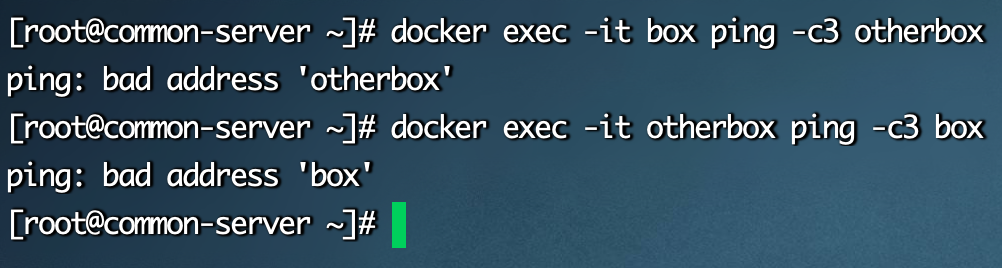 [root@common-server ~]# docker exec -it box ping -c3 otherbox
ping: bad address 'otherbox'
[root@common-server ~]# docker exec -it otherbox ping -c3 box
ping: bad address 'box'
[root@common-server ~]#